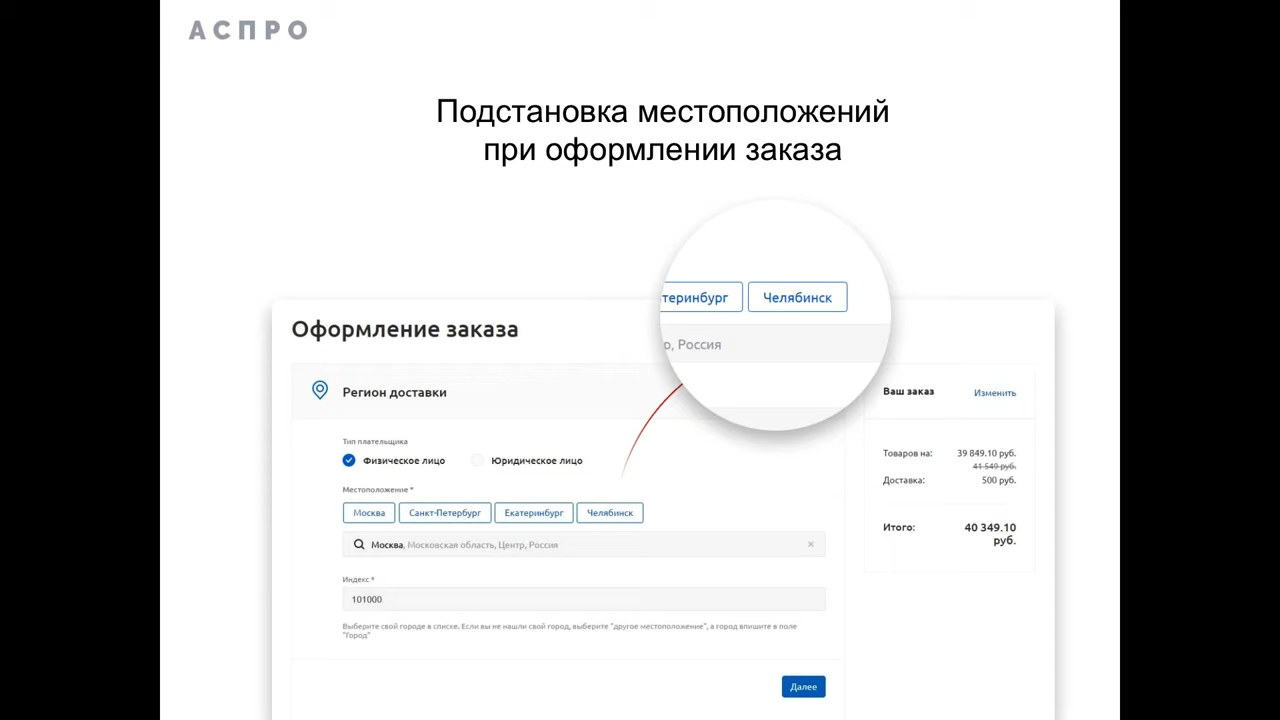 АСПРО
Подстановка местоположений
при оформлении заказа
теринбург
Челябинск
р, Россия
Оформление заказа
Регион доставки
Тип плательщика
Физическое лицо
Юридическое лицо
Местоположение *
Москва
Санкт-Петербург
Екатеринбург
Челябинск
Москва, Московская область, Центр, Россия
Индекс *
101000
Выберите свой городе в списке. Если вы не нашли свой город, выберите "другое местоположение", а город впишите в поле
"Город"
Далее
Ваш заказ
Изменить
Товаров на: 39 849.10 руб.
41 549 руб.
Доставка: 500 руб.
Итого: 40 349.10
руб.